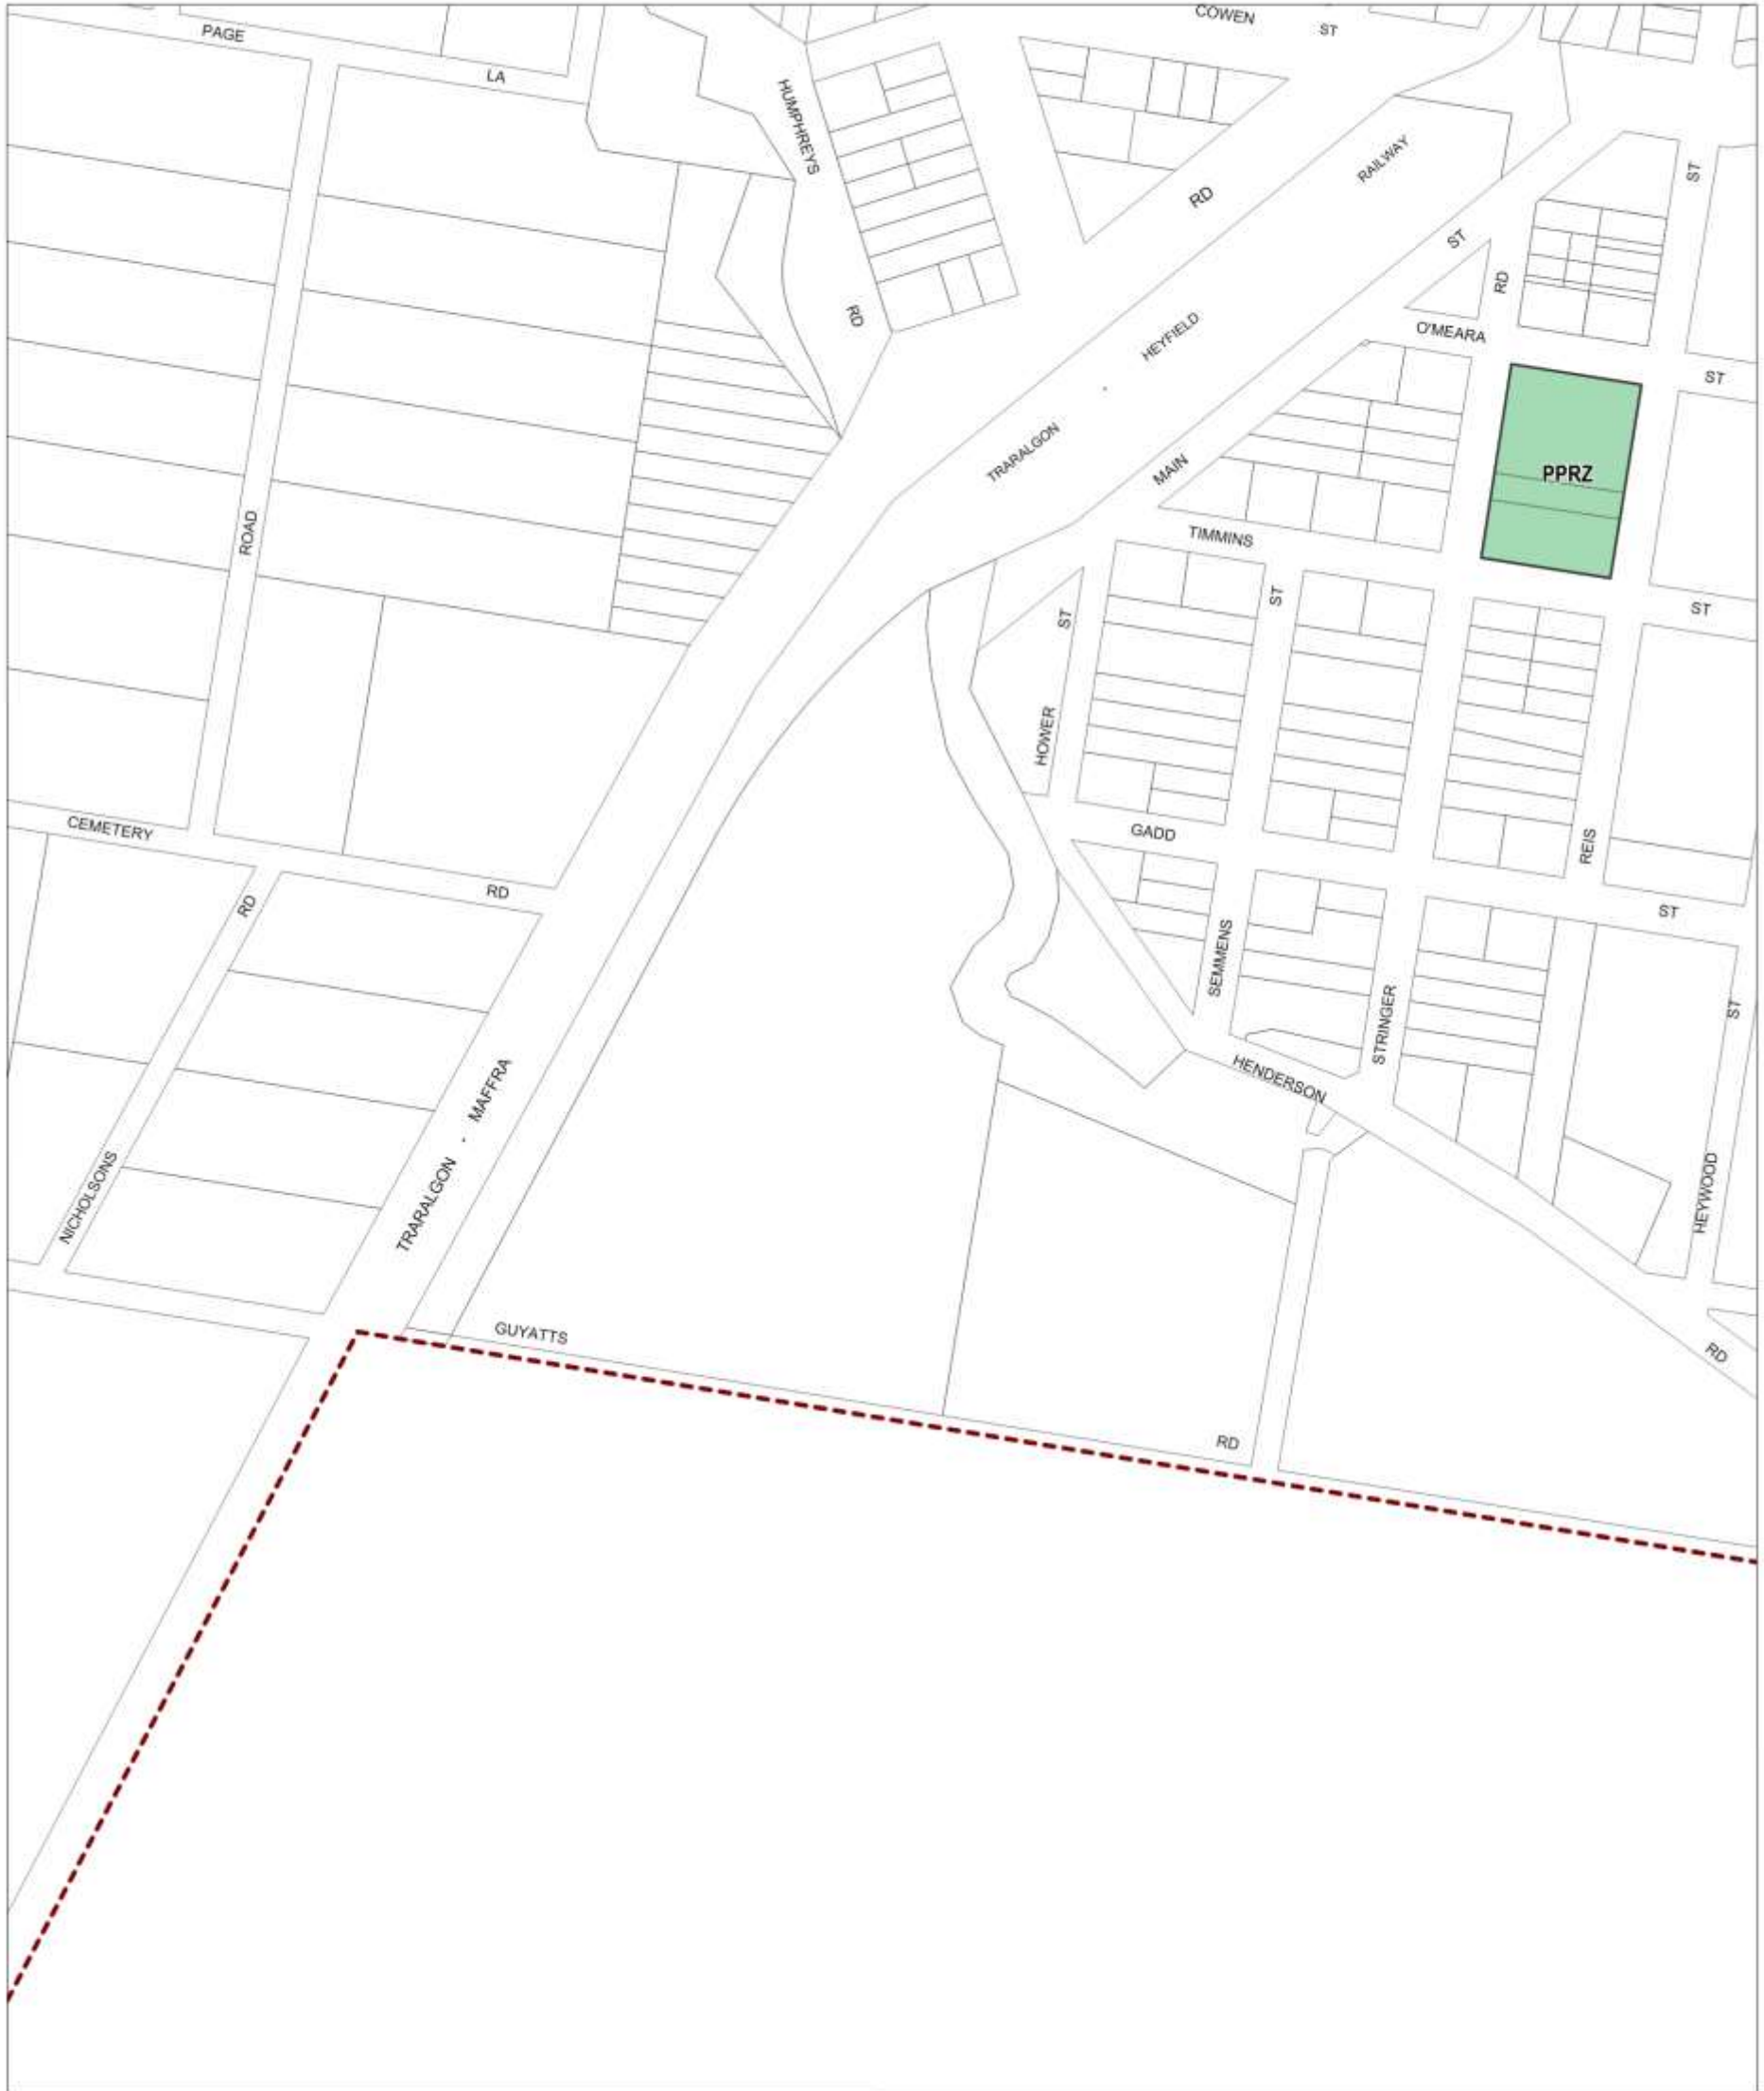 COWEN
ST
PAGE
LA
HUMPHREYS
RD
RAILWAY
ST
RD
HEYFIELD
-
TRARALGON
ST
RD
O'MEARA
ST
MAIN
PPRZ
ROAD
TIMMINS
ST
ST
ST
HOWER
CEMETERY
RD
RD
GADD
REIS
ST
SEMMENS
STRINGER
ST
HENDERSON
TRARALGON - MAFFRA
NICHOLSONS
HEYWOOD
GUYATTS
RD
RD